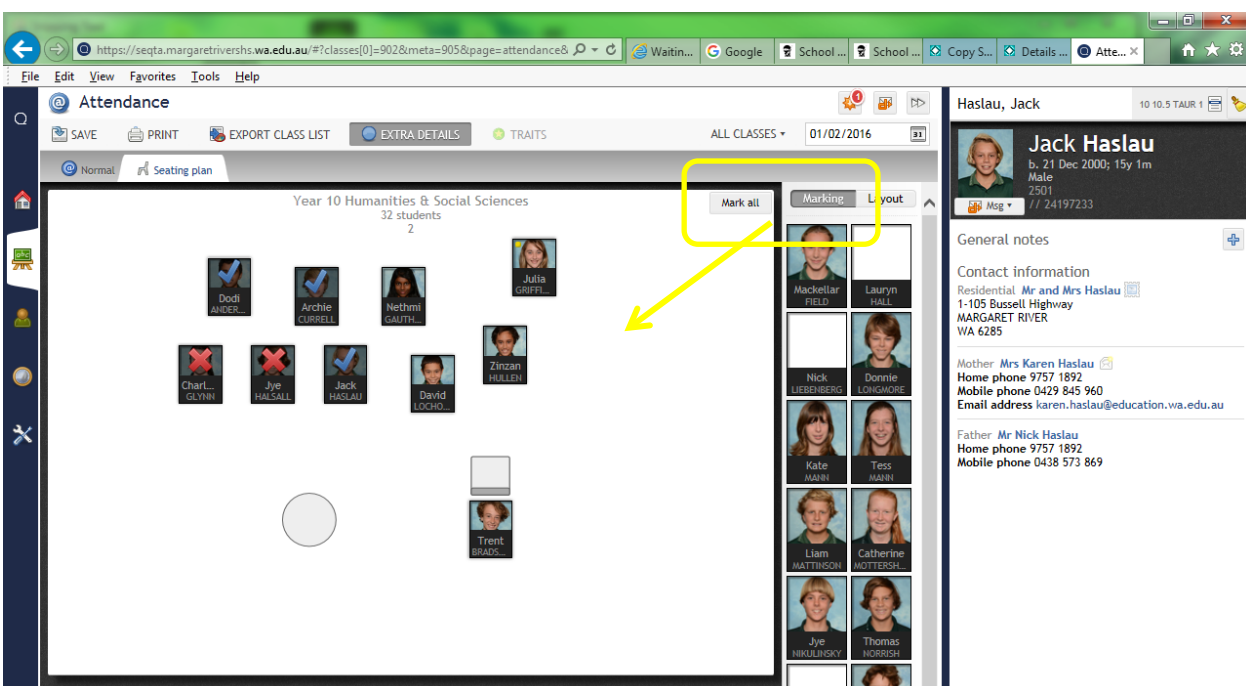 https://seqta.margaretrivershs.wa.edu.au/#?classes[0]=902&meta=905&page=attendance&
Waitin... Google School ... School ... Copy S... Details ... Atte...
File Edit View Favorites Tools Help
Attendance
9
SAVE PRINT EXPORT CLASS LIST EXTRA DETAILS TRAITS ALL CLASSES 01/02/2016 31
Normal Seating plan
Year 10 Humanities & Social Sciences
32 students
2
Mark all
Marking Layout
Julia
GRIFFI...
Dodi
ANDER...
Archie
CURRELL
Nethmi
GAUTH...
Zinzan
HULLEN
Charl...
GLYNN
Jye
HALSALL
Jack
HASLAU
David
LOCHO...
Trent
BRADS...
Mackellar
FIELD
Lauryn
HALL
Nick
LIEBENBERG
Donnie
LONGMORE
Kate
MANN
Tess
MANN
Liam
MATTINSON
Catherine
MOTTERSH...
Jye
NIKULINSKY
Thomas
NORRISH
Haslau, Jack 10 10.5 TAUR 1
Jack Haslau
b. 21 Dec 2000; 15y 1m
Male
2501
Msg // 24197233
General notes
Contact information
Residential Mr and Mrs Haslau
1-105 Bussell Highway
MARGARET RIVER
WA 6285
Mother Mrs Karen Haslau
Home phone 9757 1892
Mobile phone 0429 845 960
Email address karen.haslau@education.wa.edu.au
Father Mr Nick Haslau
Home phone 9757 1892
Mobile phone 0438 573 869